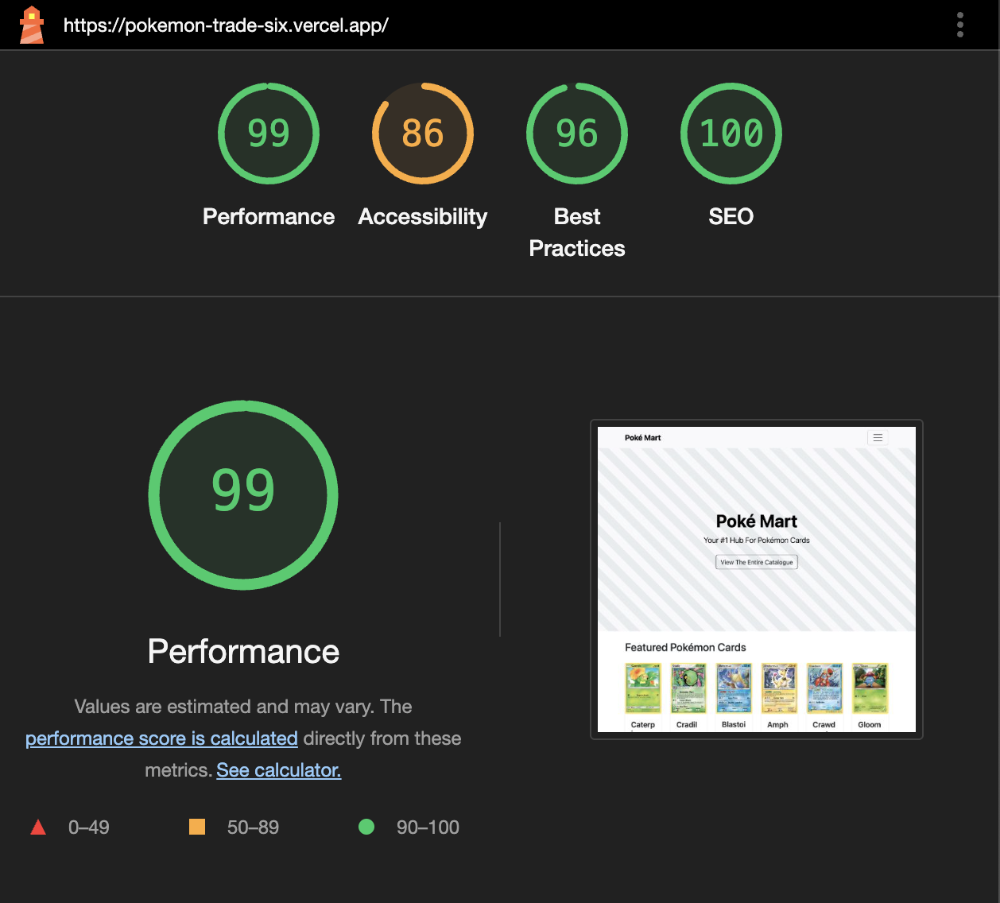 https://pokemon-trade-six.vercel.app/
99
86
96
100
Performance
Accessibility
Best
Practices
SEO
99
Performance
Values are estimated and may vary. The
performance score is calculated directly from these
metrics. See calculator.
0–49
50–89
90–100
Poké Mart
Poké Mart
Your #1 Hub For Pokémon Cards
View The Entire Catalogue
Featured Pokémon Cards
Caterp
Cradil
Blastoi
Amph
Crawd
Gloom